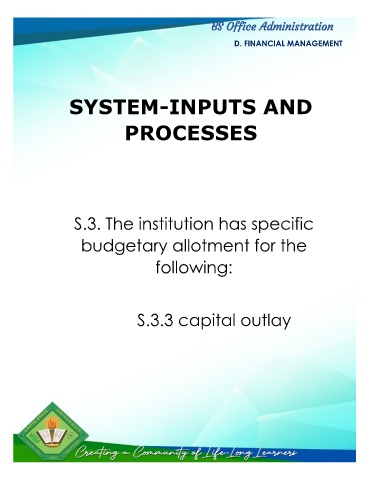 BS Office Administration
D. FINANCIAL MANAGEMENT
SYSTEM-INPUTS AND
PROCESSES
S.3. The institution has specific
budgetary allotment for the
following:
S.3.3 capital outlay
Creating a Community of Life-Long Learners